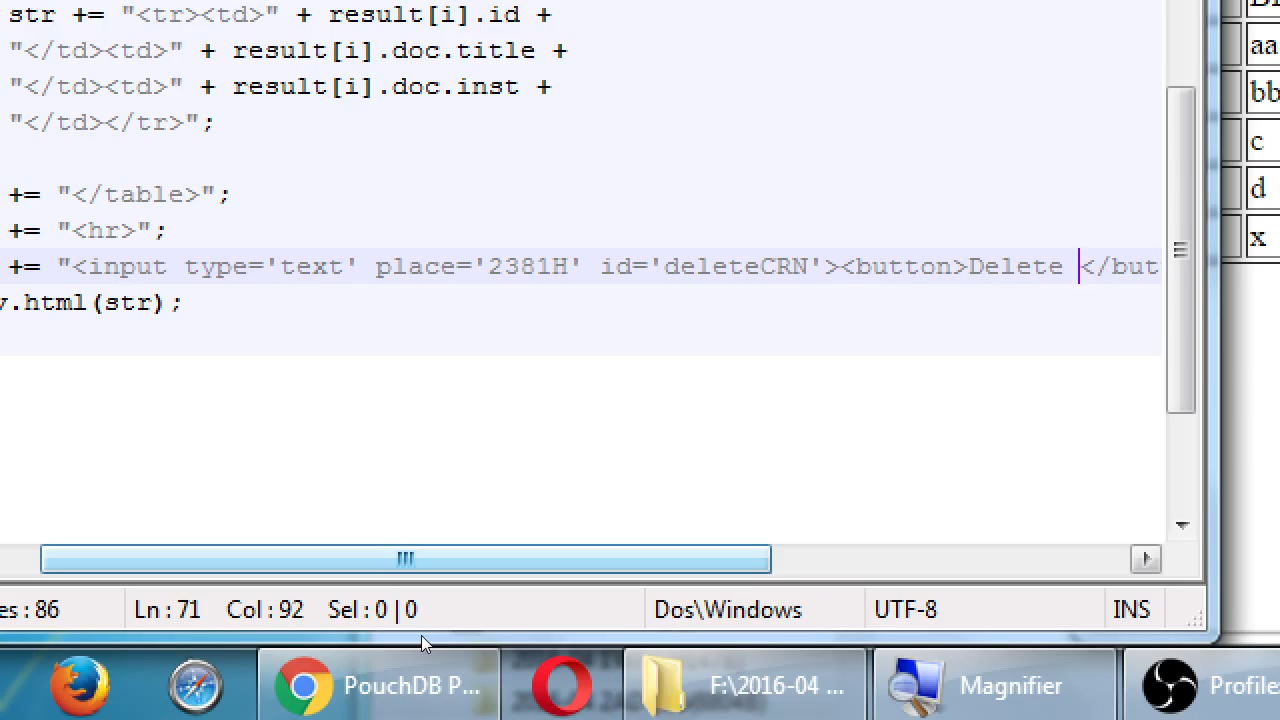 str += "<tr><td>" + result[i].id +
"</td><td>" + result[i].doc.title +
"</td><td>" + result[i].doc.inst +
"</td></tr>";
+= "</table>";
+= "<hr>";
+= "<input type='text' place='2381H' id='deleteCRN'><button>Delete </but
.html(str);
aa
bb
c
d
x
es : 86 Ln : 71 Col : 92 Sel : 0 | 0 Dos\Windows UTF-8 INS
PouchDB P... F:\2016-04 ... Magnifier Profile